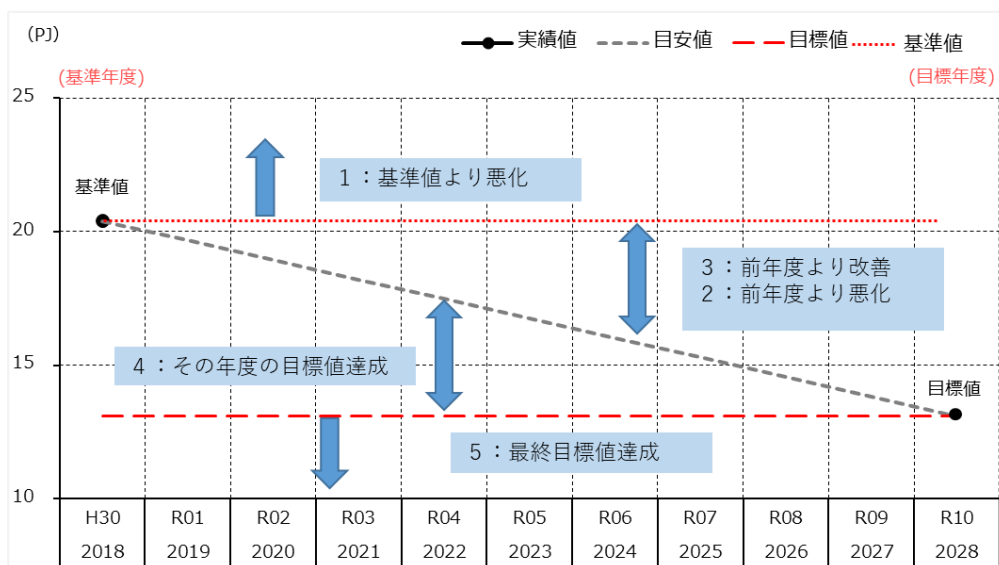 (PJ)
実績値 目安値 目標値 基準値
(基準年度) (目標年度)
25
1：基準値より悪化
基準値
20
3：前年度より改善
2：前年度より悪化
15
4：その年度の目標値達成
目標値
5：最終目標値達成
10
H30 R01 R02 R03 R04 R05 R06 R07 R08 R09 R10
2018 2019 2020 2021 2022 2023 2024 2025 2026 2027 2028